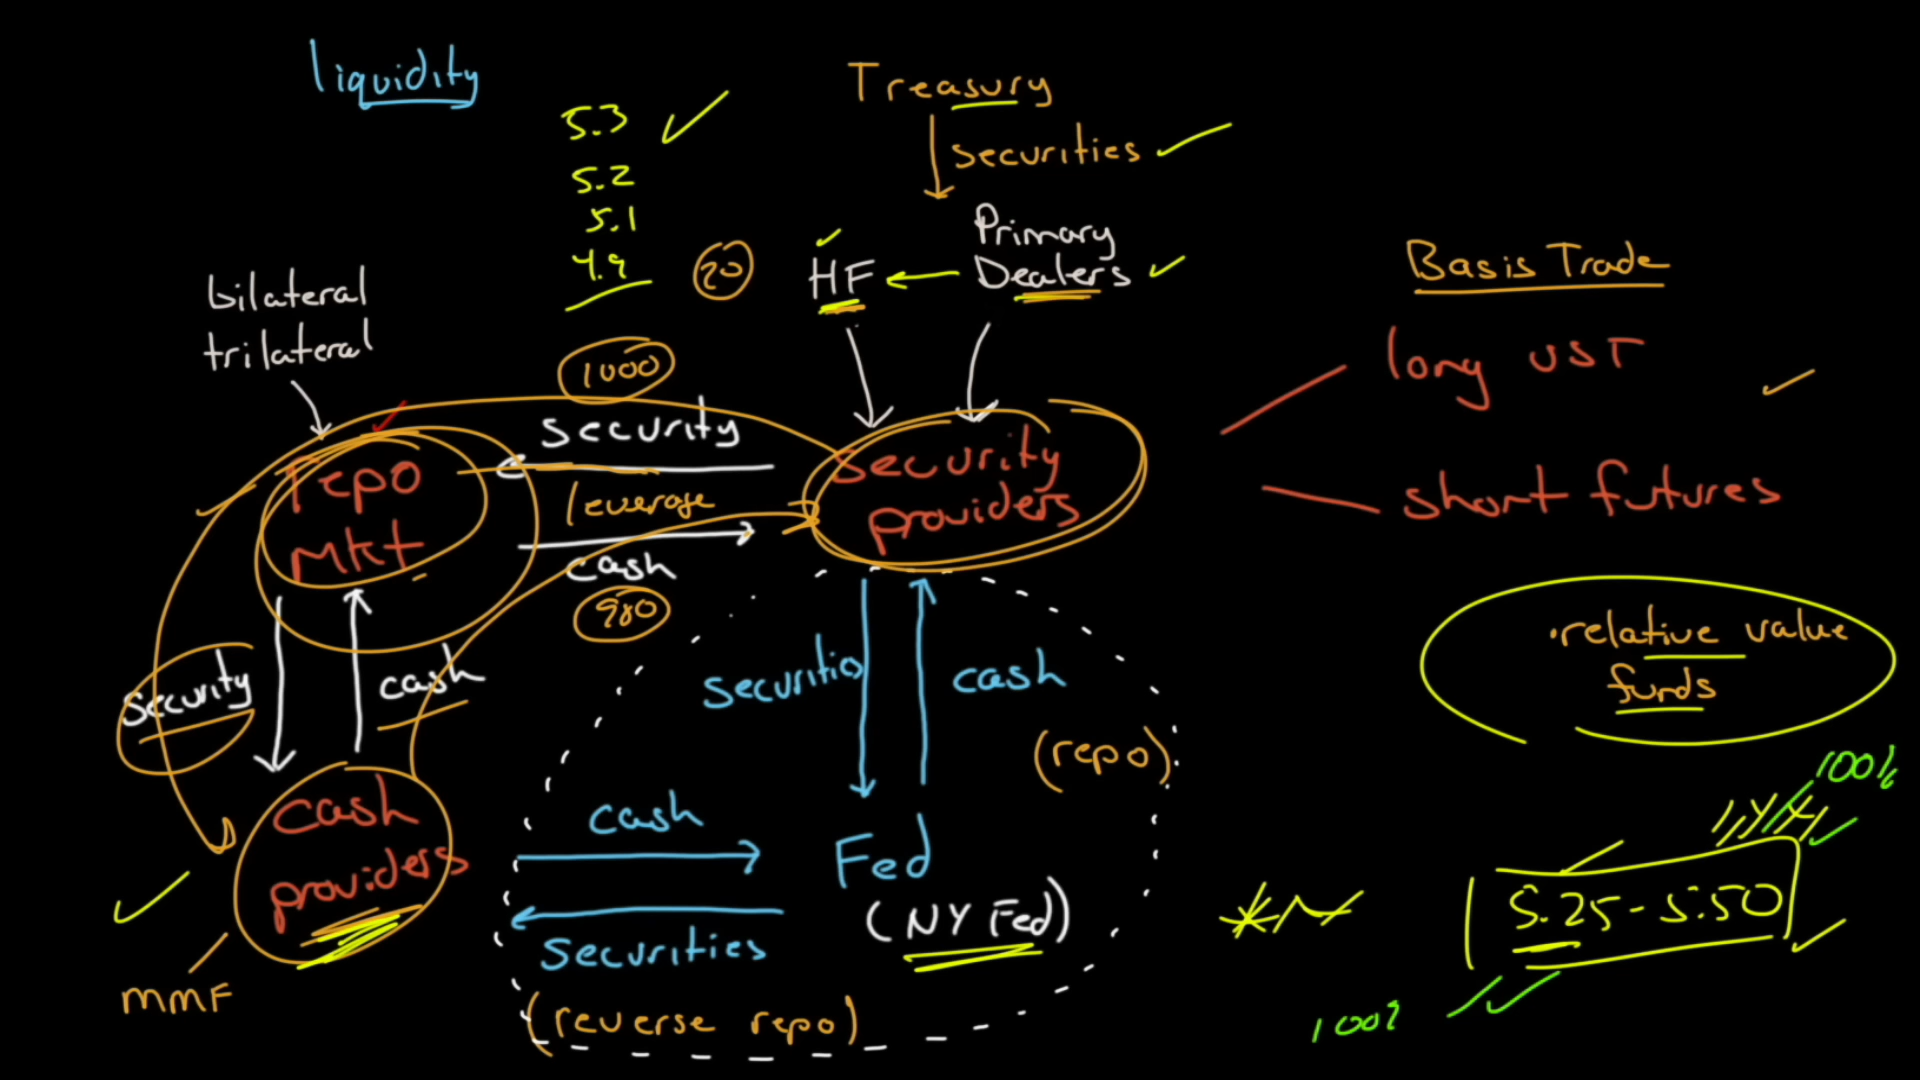 liquidity
5.3
5.2
5.1
4.9
20
Treasury
securities
Primary
Dealers
HF
bilateral
trilateral
1000
security
leverage
cash
980
repo
mkt
security
providers
Basis Trade
long UST
short futures
security
cash
securities
cash
(repo)
relative value
funds
cash
providers
MMF
cash
securities
(reverse repo)
Fed
(NY Fed)
100%
5.25-5.50